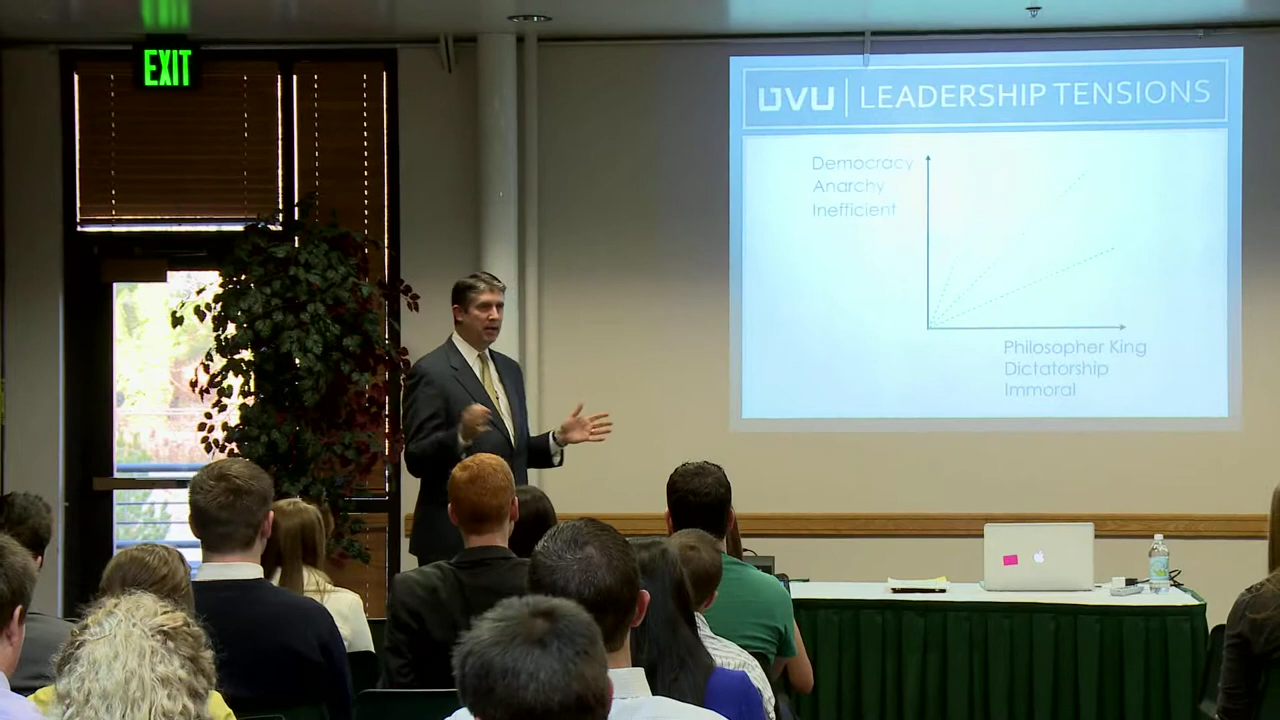 EXIT
UVU | LEADERSHIP TENSIONS
Democracy
Anarchy
Inefficient
Philosopher King
Dictatorship
Immoral